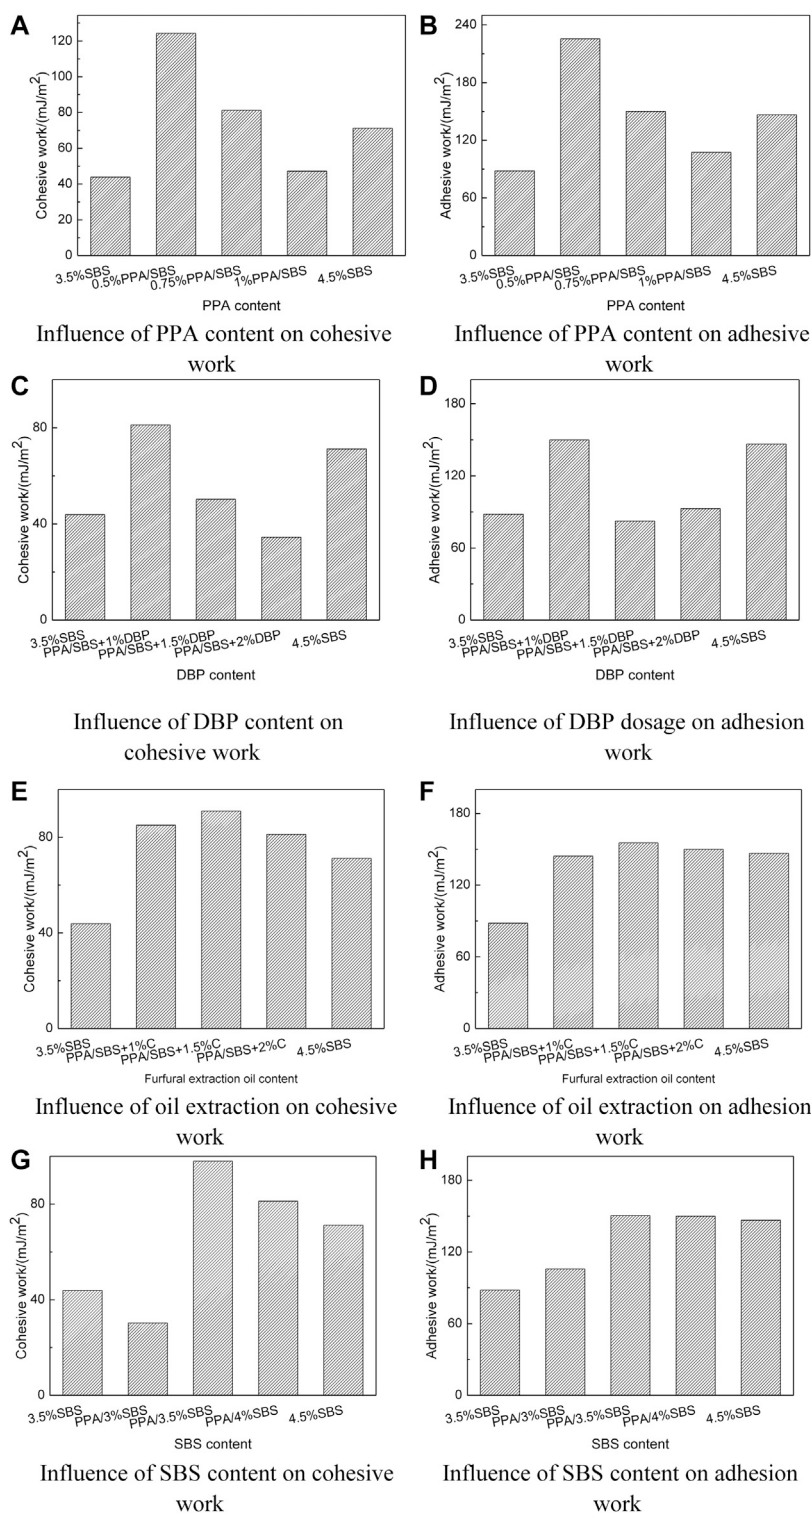 A
Cohesive work/(mJ/m²)
120
100
80
60
40
20
0
3.5%SBS
0.5%PPA/SBS
0.75%PPA/SBS
1%PPA/SBS
4.5%SBS
PPA content
Influence of PPA content on cohesive
work
B
Adhesive work/(mJ/m²)
240
180
120
60
0
3.5%SBS
0.5%PPA/SBS
0.75%PPA/SBS
1%PPA/SBS
4.5%SBS
PPA content
Influence of PPA content on adhesive
work
C
Cohesive work/(mJ/m²)
80
40
0
3.5%SBS
PPA/SBS+1%DBP
PPA/SBS+1.5%DBP
PPA/SBS+2%DBP
4.5%SBS
DBP content
Influence of DBP content on
cohesive work
D
Adhesive work/(mJ/m²)
180
120
60
0
3.5%SBS
PPA/SBS+1%DBP
PPA/SBS+1.5%DBP
PPA/SBS+2%DBP
4.5%SBS
DBP content
Influence of DBP dosage on adhesion
work
E
Cohesive work/(mJ/m²)
80
40
0
3.5%SBS
PPA/SBS+1%C
PPA/SBS+1.5%C
PPA/SBS+2%C
4.5%SBS
Furfural extraction oil content
Influence of oil extraction on cohesive
work
F
Adhesive work/(mJ/m²)
180
120
60
0
3.5%SBS
PPA/SBS+1%C
PPA/SBS+1.5%C
PPA/SBS+2%C
4.5%SBS
Furfural extraction oil content
Influence of oil extraction on adhesion
work
G
Cohesive work/(mJ/m²)
80
40
0
3.5%SBS
PPA/3%SBS
PPA/3.5%SBS
PPA/4%SBS
4.5%SBS
SBS content
Influence of SBS content on cohesive
work
H
Adhesive work/(mJ/m²)
180
120
60
0
3.5%SBS
PPA/3%SBS
PPA/3.5%SBS
PPA/4%SBS
4.5%SBS
SBS content
Influence of SBS content on adhesion
work